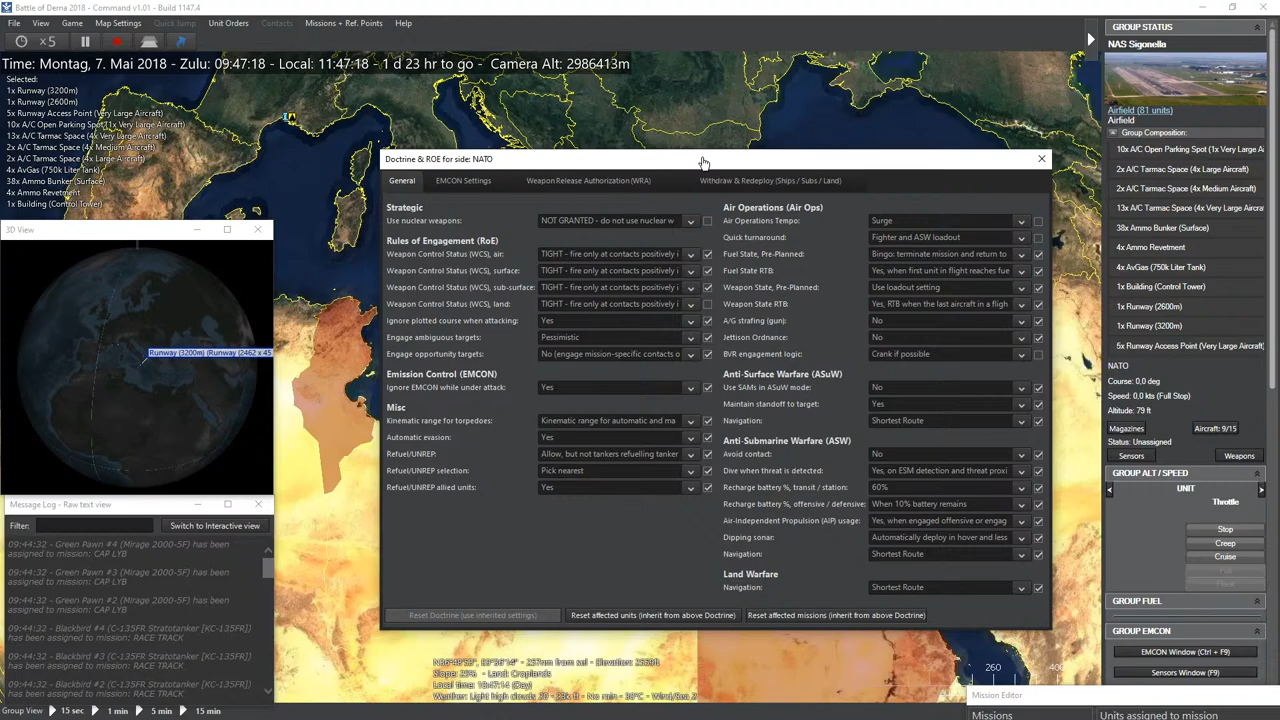 Battle of Derna 2018 - Command v1.01 - Build 1147.4
File View Game Map Settings Quick Jump Unit Orders Contacts Missions + Ref. Points Help
x5
Time: Montag, 7. Mai 2018 - Zulu: 09:47:18 - Local: 11:47:18 - 1 d 23 hr to go - Camera Alt: 2986413m
Selected:
1x Runway (3200m)
1x Runway (2600m)
5x Runway Access Point (Very Large Aircraft)
10x A/C Open Parking Spot (1x Very Large Aircraft)
13x A/C Tarmac Space (4x Very Large Aircraft)
2x A/C Tarmac Space (4x Medium Aircraft)
2x A/C Tarmac Space (4x Large Aircraft)
4x AvGas (750k Liter Tank)
38x Ammo Bunker (Surface)
4x Ammo Revetment
1x Building (Control Tower)
3D View
Runway (3200m) (Runway (2462 x 45
Message Log - Raw text view
Filter:
Switch to Interactive view
09:44:32 - Green Pawn #4 (Mirage 2000-5F) has been
assigned to mission: CAP LYB
09:44:32 - Green Pawn #3 (Mirage 2000-5F) has been
assigned to mission: CAP LYB
09:44:32 - Green Pawn #2 (Mirage 2000-5F) has been
assigned to mission: CAP LYB
09:44:32 - Blackbird #4 (C-135FR Stratotanker [KC-135FR])
has been assigned to mission: RACE TRACK
09:44:32 - Blackbird #3 (C-135FR Stratotanker [KC-135FR])
has been assigned to mission: RACE TRACK
09:44:32 - Blackbird #2 (C-135FR Stratotanker [KC-135FR])
has been assigned to mission: RACE TRACK
Group View 15 sec 1 min 5 min 15 min
Doctrine & ROE for side: NATO
General EMCON Settings Weapon Release Authorization (WRA) Withdraw & Redeploy (Ships / Subs / Land)
Strategic
Use nuclear weapons: NOT GRANTED - do not use nuclear w
Rules of Engagement (RoE)
Weapon Control Status (WCS), air: TIGHT - fire only at contacts positively i
Weapon Control Status (WCS), surface: TIGHT - fire only at contacts positively i
Weapon Control Status (WCS), sub-surface: TIGHT - fire only at contacts positively i
Weapon Control Status (WCS), land: TIGHT - fire only at contacts positively i
Ignore plotted course when attacking: Yes
Engage ambiguous targets: Pessimistic
Engage opportunity targets: No (engage mission-specific contacts o
Emission Control (EMCON)
Ignore EMCON while under attack: Yes
Misc
Kinematic range for torpedoes: Kinematic range for automatic and ma
Automatic evasion: Yes
Refuel/UNREP: Allow, but not tankers refuelling tanker
Refuel/UNREP selection: Pick nearest
Refuel/UNREP allied units: Yes
Air Operations (Air Ops)
Air Operations Tempo: Surge
Quick turnaround: Fighter and ASW loadout
Fuel State, Pre-Planned: Bingo: terminate mission and return to
Fuel State RTB: Yes, when first unit in flight reaches fue
Weapon State, Pre-Planned: Use loadout setting
Weapon State RTB: Yes, RTB when the last aircraft in a fligh
A/G strafing (gun): No
Jettison Ordnance: No
BVR engagement logic: Crank if possible
Anti-Surface Warfare (ASuW)
Use SAMs in ASuW mode: No
Maintain standoff to target: Yes
Navigation: Shortest Route
Anti-Submarine Warfare (ASW)
Avoid contact: No
Dive when threat is detected: Yes, on ESM detection and threat proxi
Recharge battery %, transit / station: 60%
Recharge battery %, offensive / defensive: When 10% battery remains
Air-Independent Propulsion (AIP) usage: Yes, when engaged offensive or engag
Dipping sonar: Automatically deploy in hover and less
Navigation: Shortest Route
Land Warfare
Navigation: Shortest Route
Reset Doctrine (use inherited settings) Reset affected units (inherit from above Doctrine) Reset affected missions (inherit from above Doctrine)
Slope: 25% - Land: Croplands
Local time: 10:47:14 (Day)
260 400
Mission Editor
Missions Units assigned to mission
GROUP STATUS
NAS Sigonella
Airfield (81 units)
Airfield
Group Composition:
10x A/C Open Parking Spot (1x Very Large Ai
2x A/C Tarmac Space (4x Large Aircraft)
2x A/C Tarmac Space (4x Medium Aircraft)
13x A/C Tarmac Space (4x Very Large Aircra
38x Ammo Bunker (Surface)
4x Ammo Revetment
4x AvGas (750k Liter Tank)
1x Building (Control Tower)
1x Runway (2600m)
1x Runway (3200m)
5x Runway Access Point (Very Large Aircraft
NATO
Course: 0,0 deg
Speed: 0,0 kts (Full Stop)
Altitude: 79 ft
Magazines Aircraft: 9/15
Status: Unassigned
Sensors Weapons
GROUP ALT / SPEED
UNIT
Throttle
Stop
Creep
Cruise
Full
GROUP FUEL
GROUP EMCON
EMCON Window (Ctrl + F9)
Sensors Window (F9)